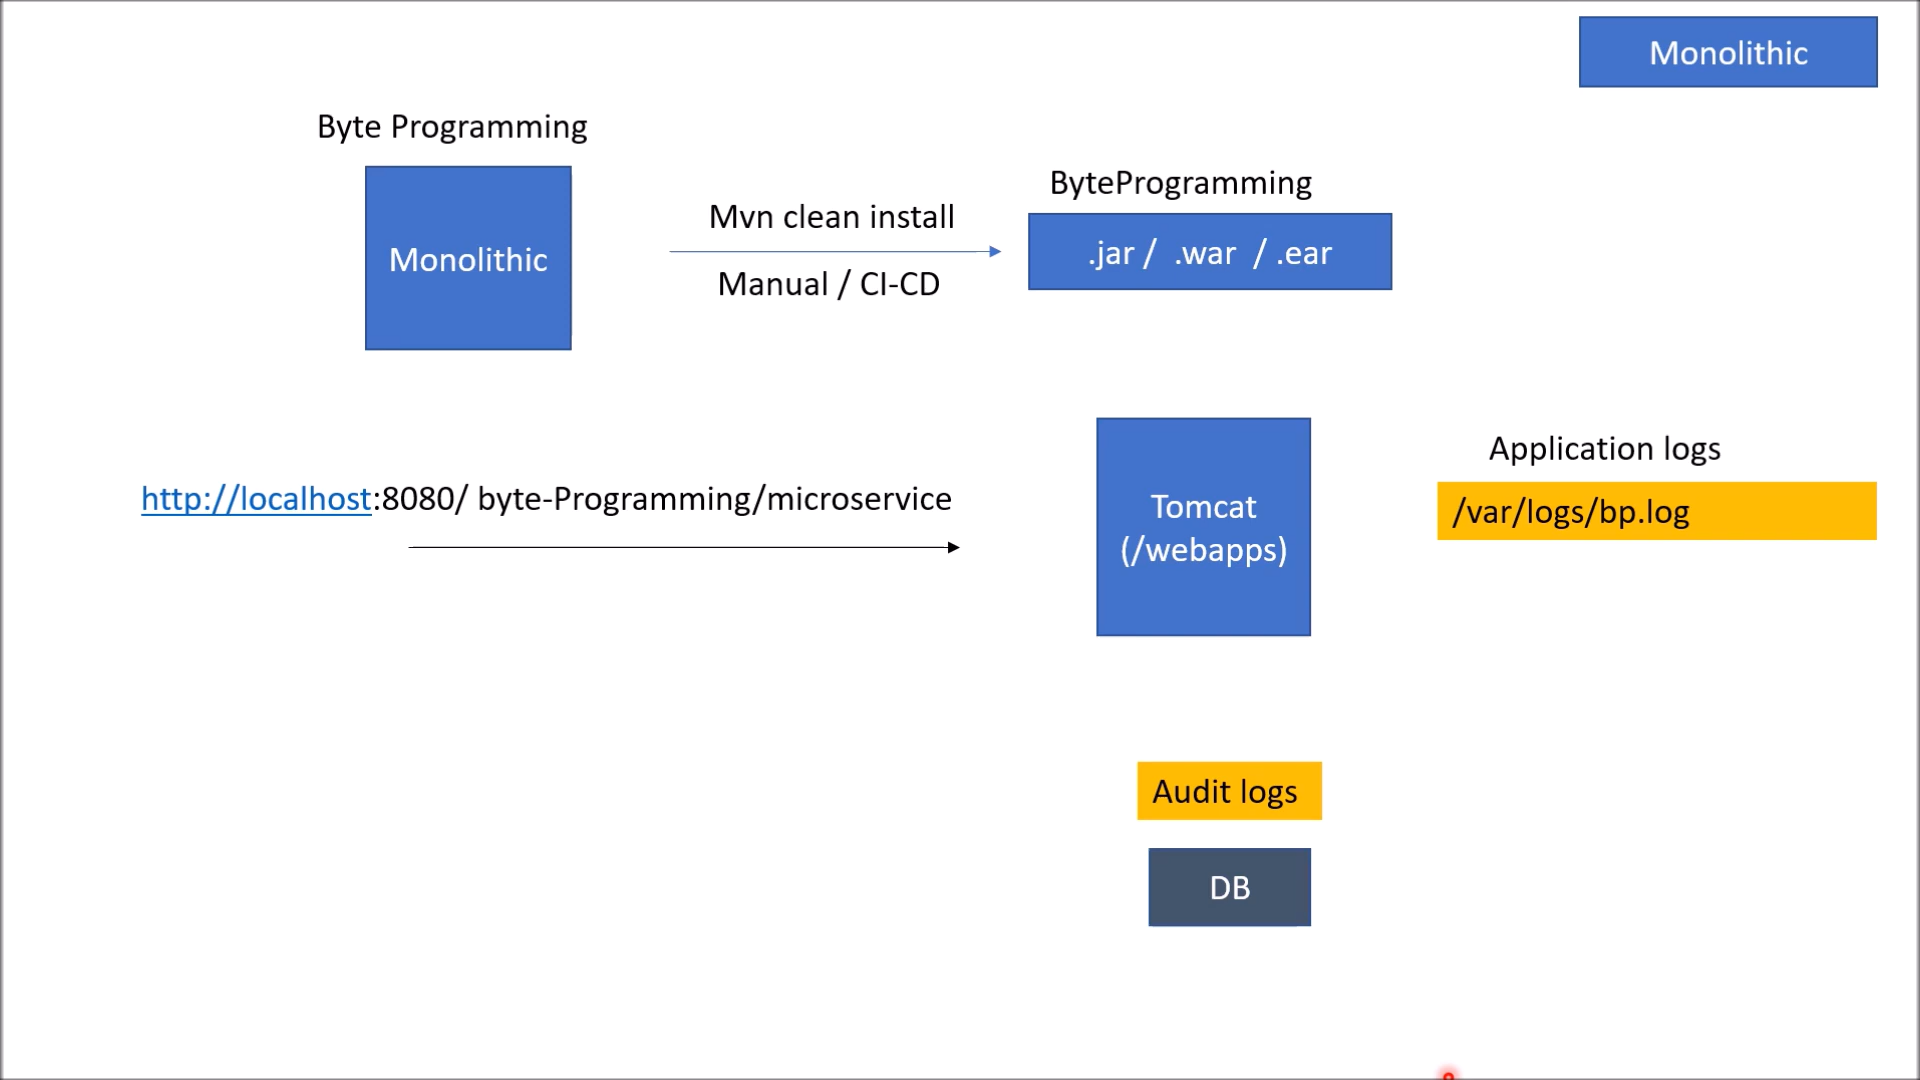 Monolithic
Byte Programming
Monolithic
Mvn clean install
Manual / CI-CD
ByteProgramming
.jar / .war / .ear
http://localhost:8080/ byte-Programming/microservice
Tomcat
(/webapps)
Application logs
/var/logs/bp.log
Audit logs
DB